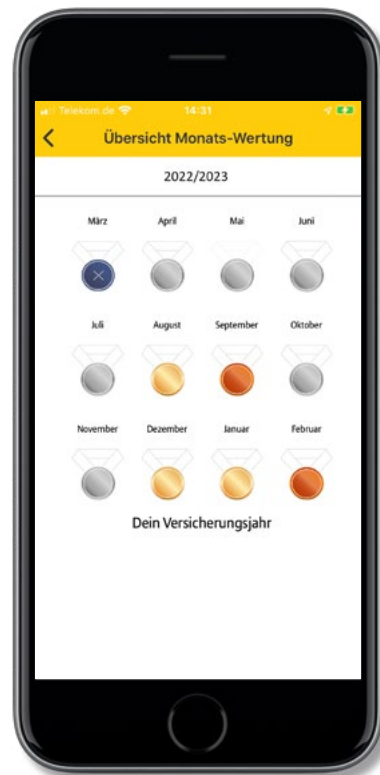 Telekom.de 14:31
Übersicht Monats-Wertung
2022/2023
März April Mai Juni
Juli August September Oktober
November Dezember Januar Februar
Dein Versicherungsjahr